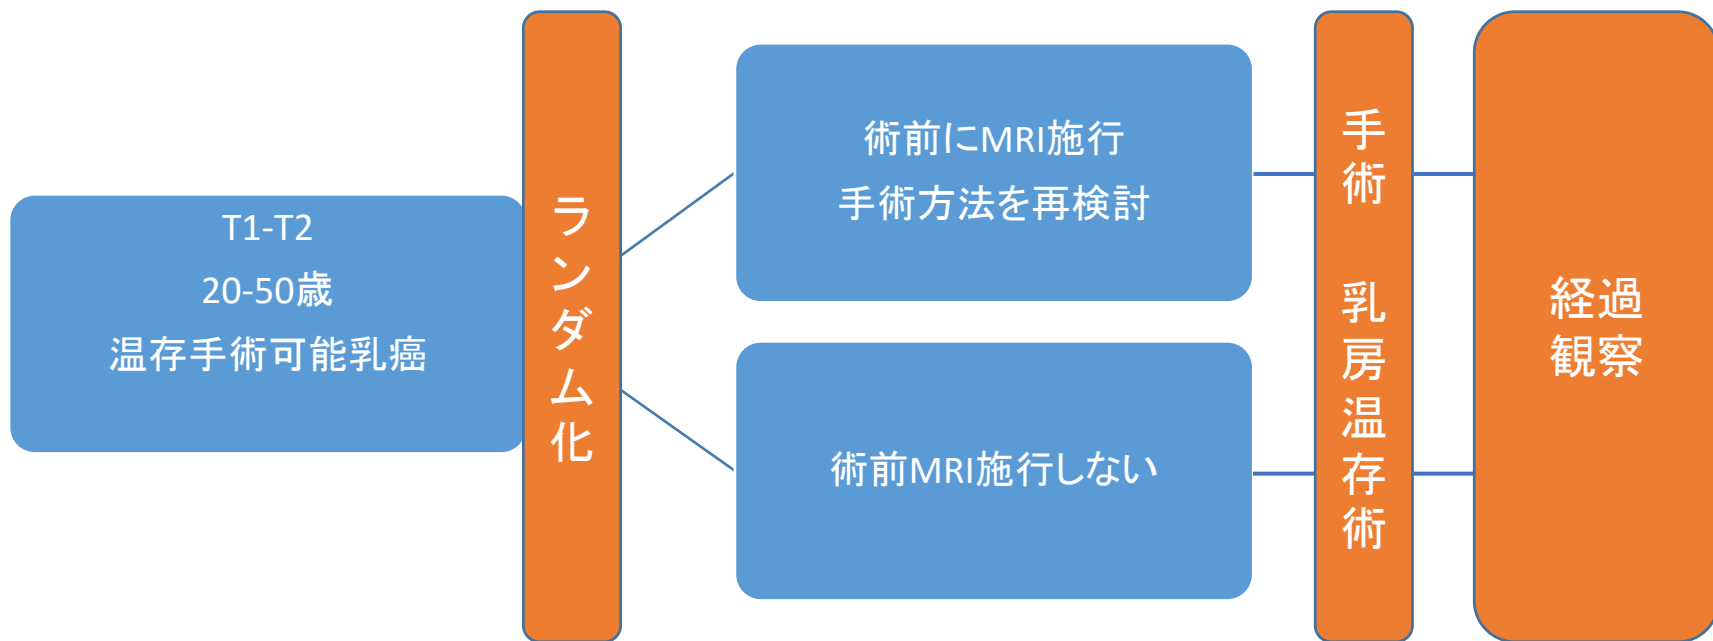 T1-T2
20-50歳
温存手術可能乳癌
ランダム化
術前にMRI施行
手術方法を再検討
術前MRI施行しない
手術 乳房温存術
経過
観察